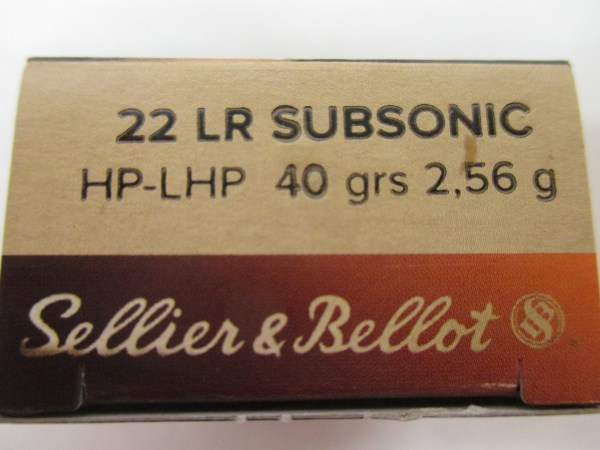 22 LR SUBSONIC
HP-LHP 40 grs 2,56 g
Sellier & Bellot